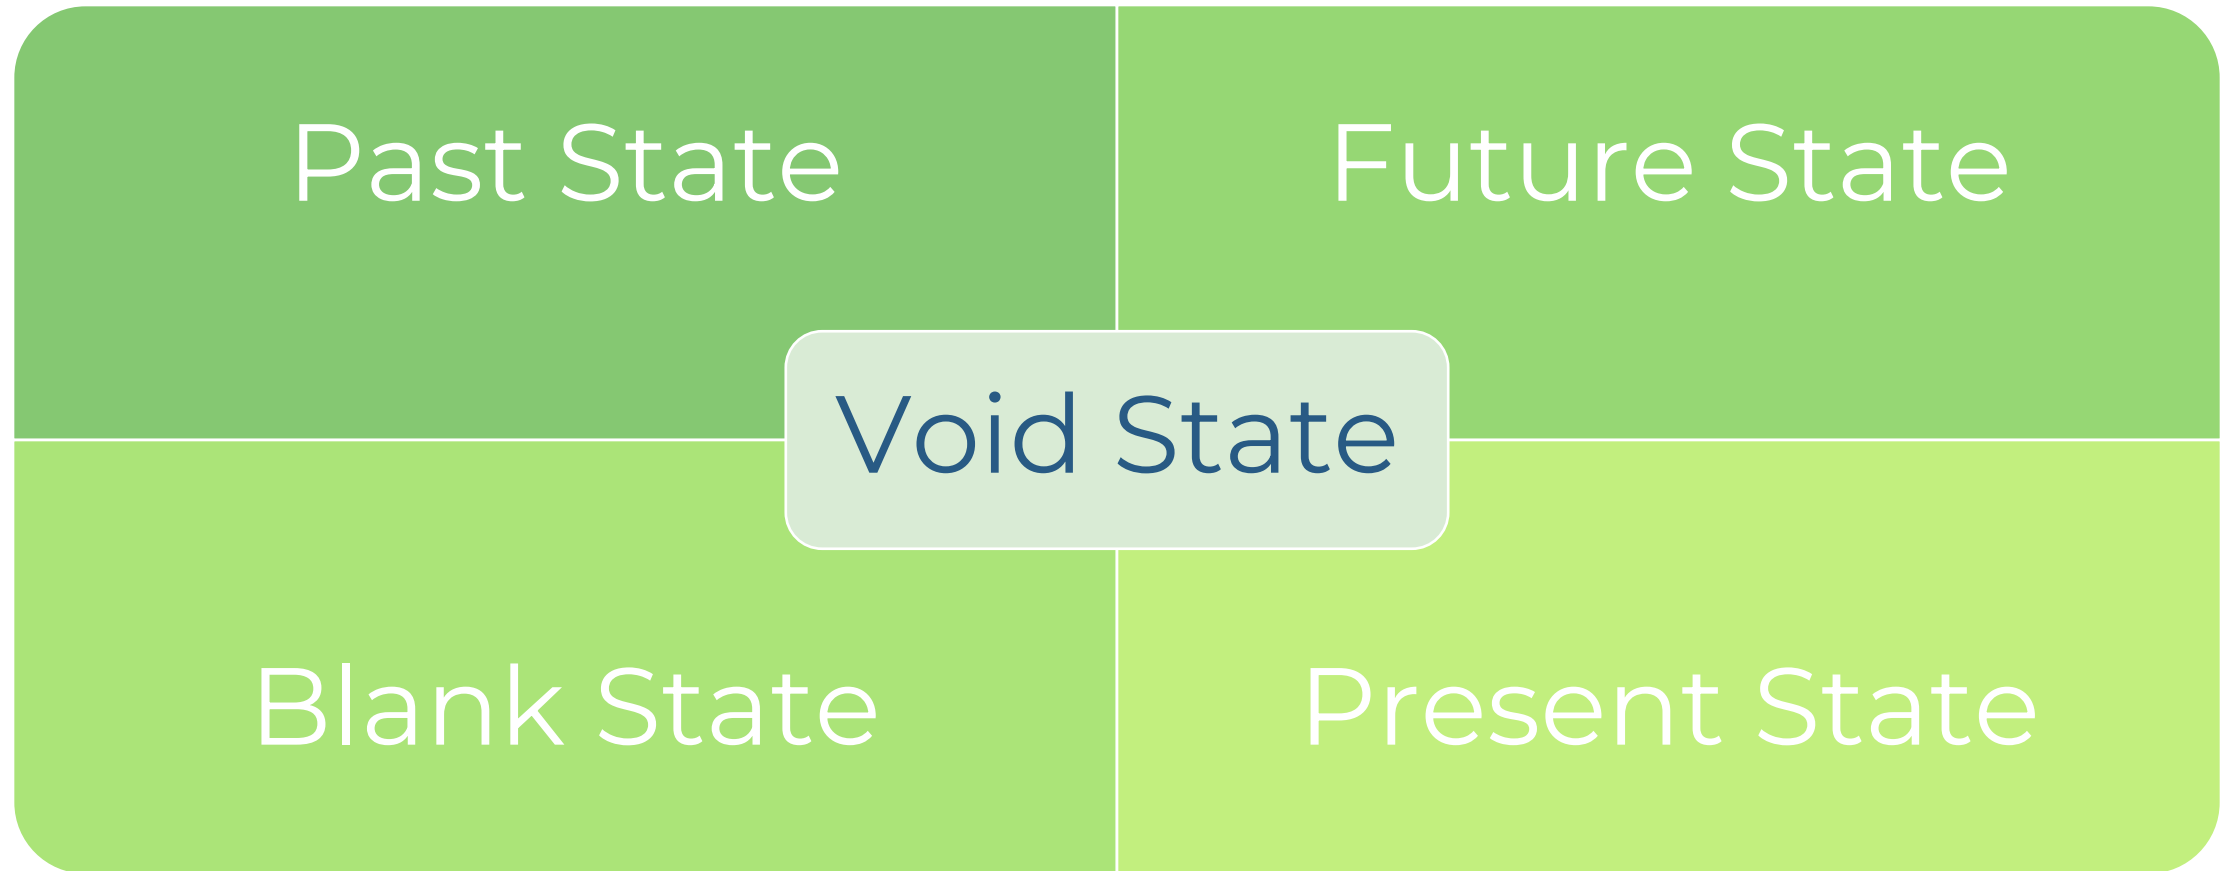 Past State
Future State
Void State
Blank State
Present State